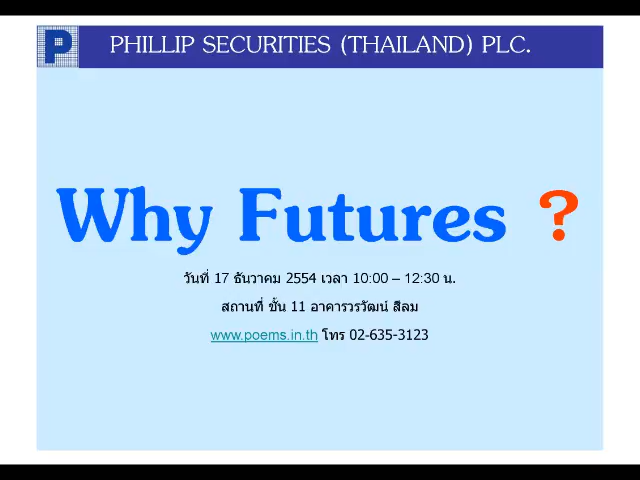 P
PHILLIP SECURITIES (THAILAND) PLC.
Why Futures ?
วันที่ 17 ธันวาคม 2554 เวลา 10:00 – 12:30 น.
สถานที่ ชั้น 11 อาคารวรวัฒน์ สีลม
www.poems.in.th โทร 02-635-3123